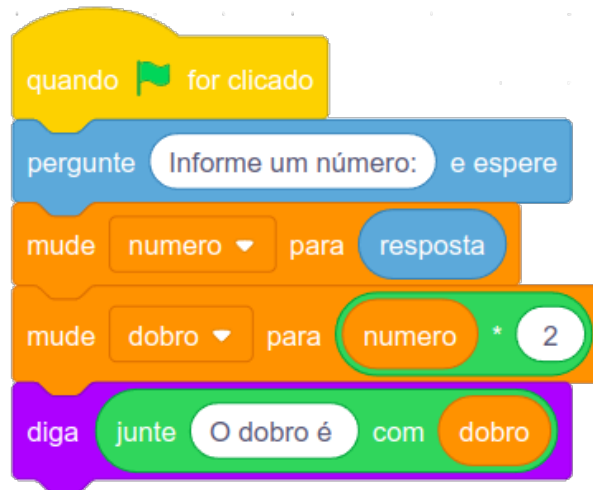 quando for clicado
pergunte Informe um número: e espere
mude numero para resposta
mude dobro para numero * 2
diga junte O dobro é com dobro